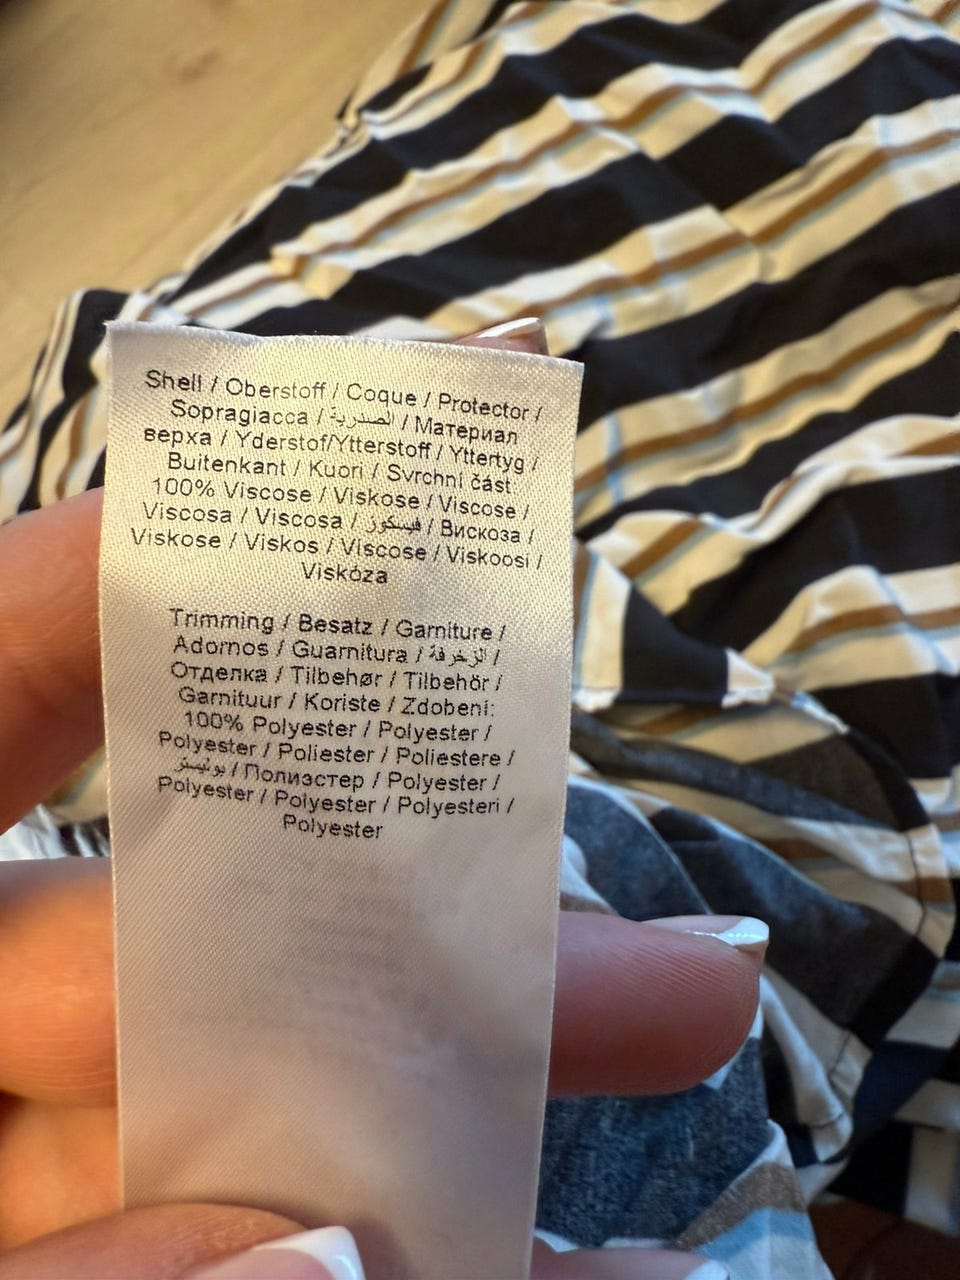 Shell / Oberstoff / Coque / Protector /
Sopragiacca / الصدرية / Материал
верха / Yderstof/Ytterstoff / Yttertyg /
Buitenkant / Kuori / Svrchní část
100% Viscose / Viskose / Viscose /
Viscosa / Viscosa / فيسكوز / Вискоза /
Viskose / Viskos / Viscose / Viskoosi /
Viskóza
Trimming / Besatz / Garniture /
Adornos / Guarnitura / الزخرفة /
Отделка / Tilbehør / Tilbehör /
Garnituur / Koriste / Zdobení:
100% Polyester / Polyester /
Polyester / Poliester / Poliestere /
بوليستر / Полиэстер / Polyester /
Polyester / Polyester / Polyesteri /
Polyester